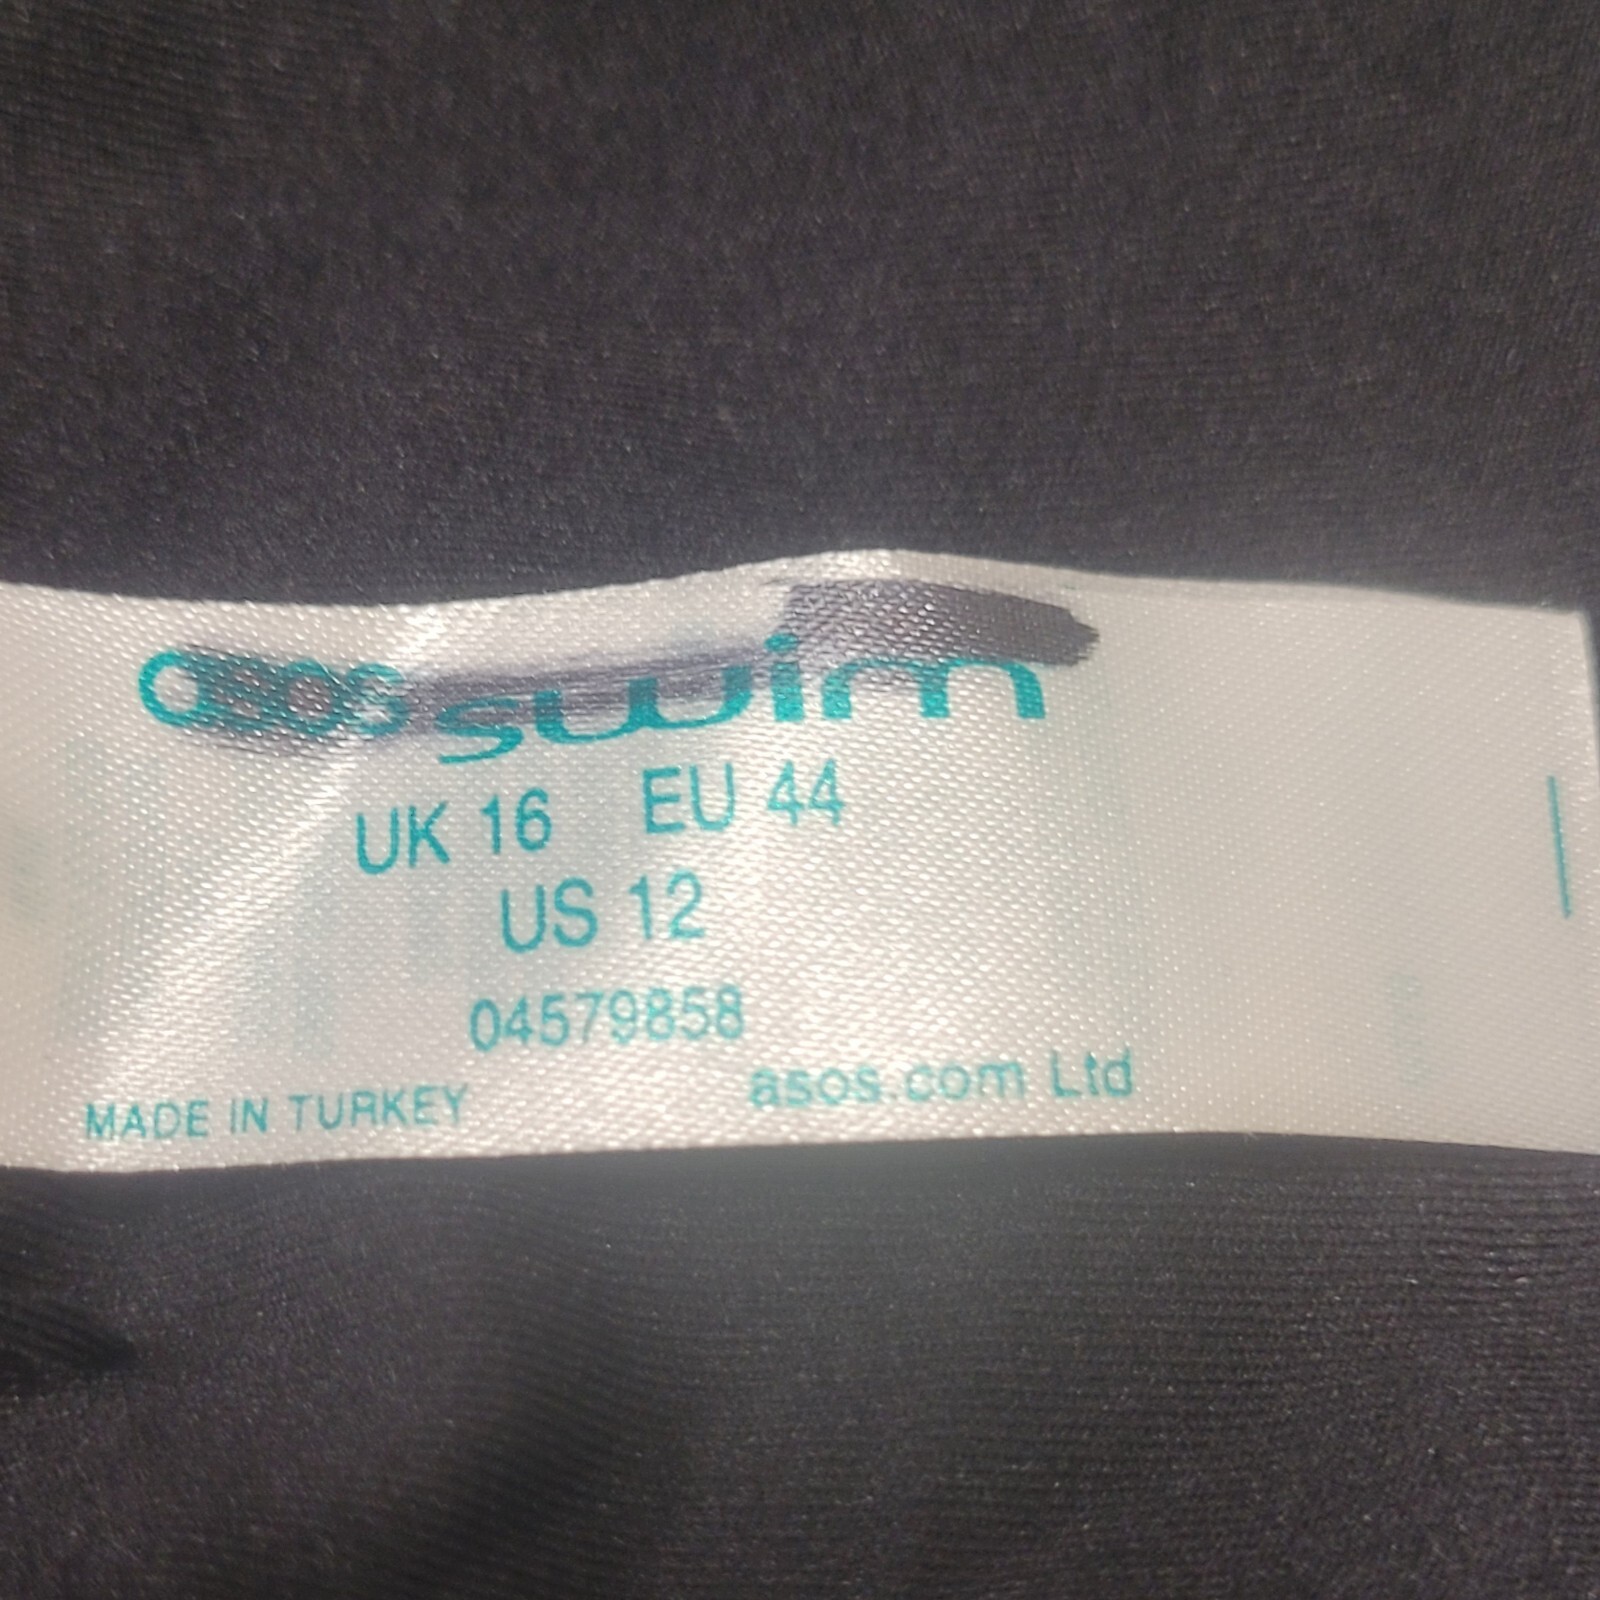 asos swim
UK 16 EU 44
US 12
04579858
MADE IN TURKEY asos.com Ltd